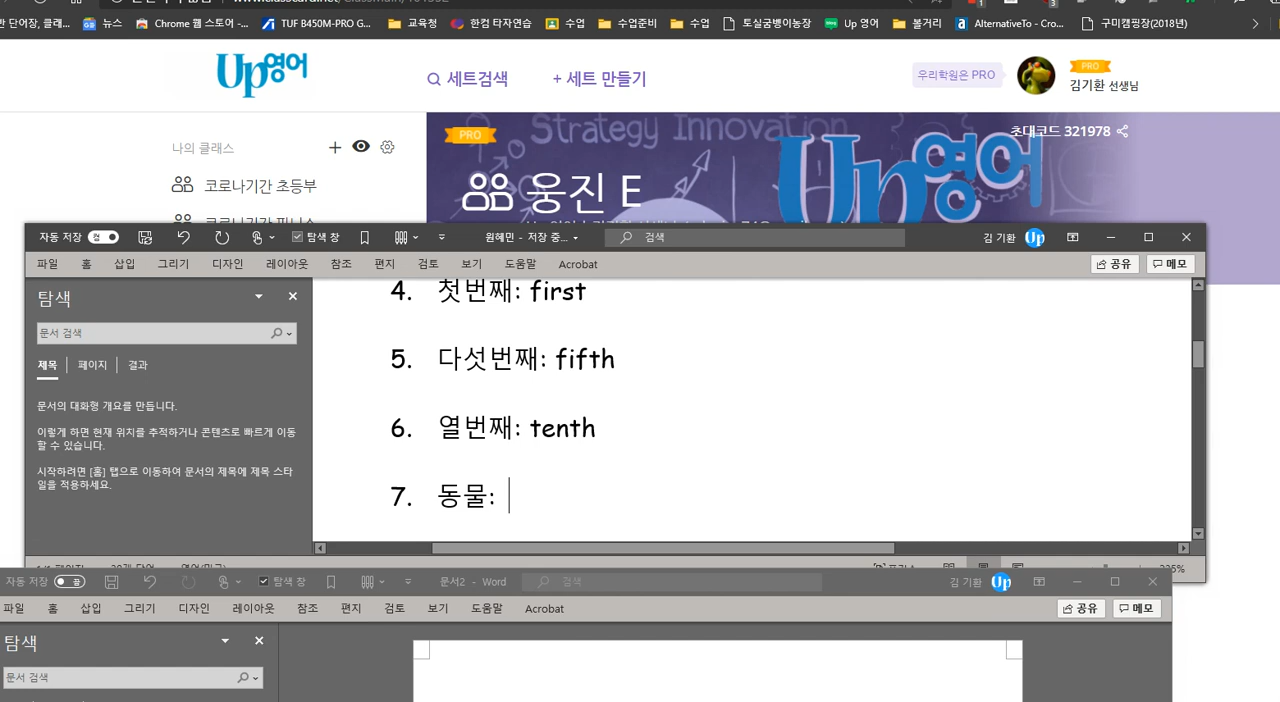 단어장, 클래...
뉴스
Chrome 웹 스토어 -...
TUF B450M-PRO G...
교육청
한컴 타자연습
수업
수업준비
수업
토실굼벵이농장
Up 영어
볼거리
AlternativeTo - Cro...
구미캠핑장(2018년)
Up영어
세트검색
+ 세트 만들기
우리학원은 PRO
PRO
김기환 선생님
나의 클래스
코로나기간 초등부
PRO
Strategy Innovation
초대코드 321978
Up영어
웅진 E
자동 저장
켬
탐색 창
원혜민 - 저장 중...
검색
김 기환
Up
파일 홈 삽입 그리기 디자인 레이아웃 참조 편지 검토 보기 도움말 Acrobat
공유
메모
탐색
문서 검색
제목 페이지 결과
문서의 대화형 개요를 만듭니다.
이렇게 하면 현재 위치를 추적하거나 콘텐츠로 빠르게 이동
할 수 있습니다.
시작하려면 [홈] 탭으로 이동하여 문서의 제목에 제목 스타
일을 적용하세요.
4. 첫번째: first
5. 다섯번째: fifth
6. 열번째: tenth
7. 동물:
자동 저장
끔
탐색 창
문서2 - Word
검색
김 기환
Up
파일 홈 삽입 그리기 디자인 레이아웃 참조 편지 검토 보기 도움말 Acrobat
공유
메모
탐색
문서 검색